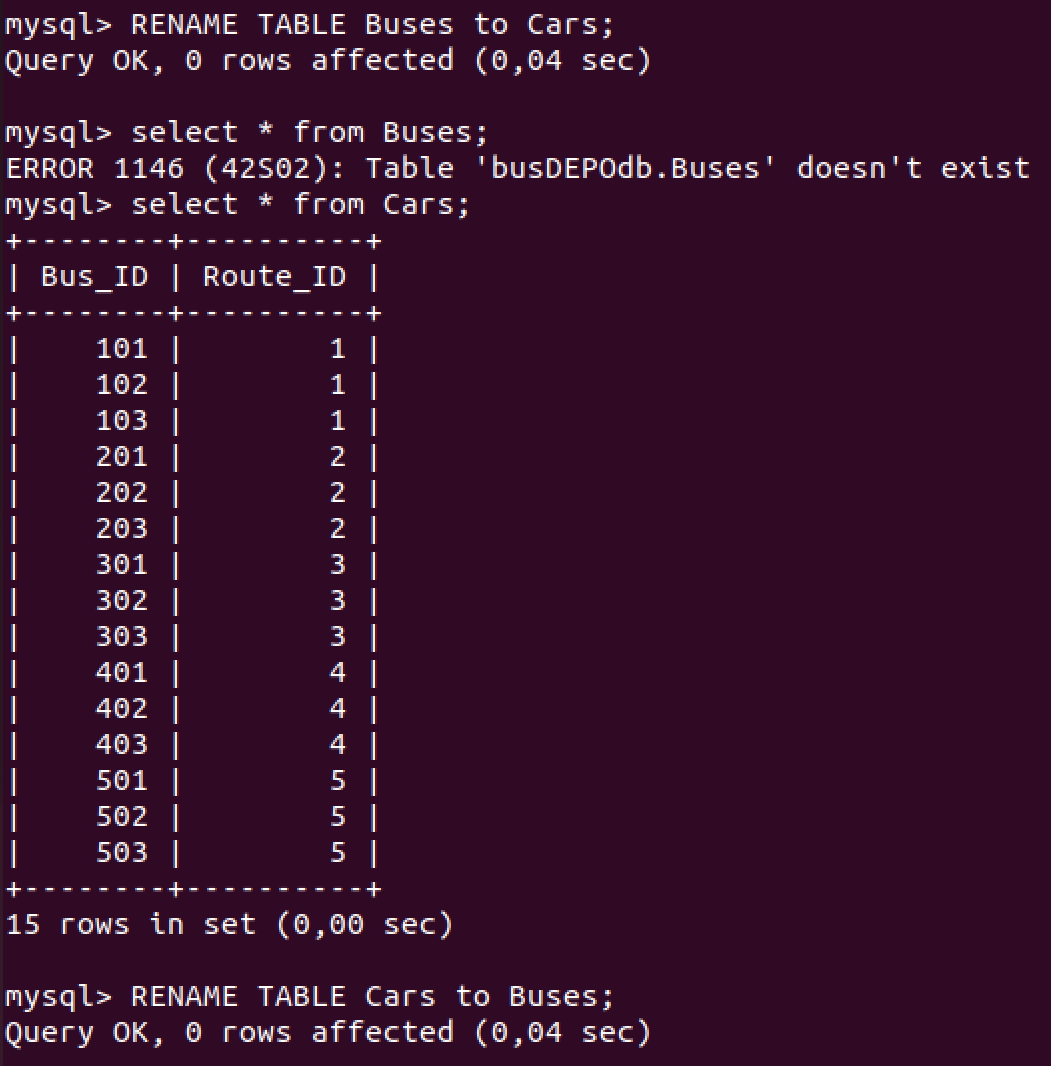 mysql> RENAME TABLE Buses to Cars;
Query OK, 0 rows affected (0,04 sec)

mysql> select * from Buses;
ERROR 1146 (42S02): Table 'busDEPOdb.Buses' doesn't exist
mysql> select * from Cars;
+--------+----------+
| Bus_ID | Route_ID |
+--------+----------+
|    101 |        1 |
|    102 |        1 |
|    103 |        1 |
|    201 |        2 |
|    202 |        2 |
|    203 |        2 |
|    301 |        3 |
|    302 |        3 |
|    303 |        3 |
|    401 |        4 |
|    402 |        4 |
|    403 |        4 |
|    501 |        5 |
|    502 |        5 |
|    503 |        5 |
+--------+----------+
15 rows in set (0,00 sec)

mysql> RENAME TABLE Cars to Buses;
Query OK, 0 rows affected (0,04 sec)